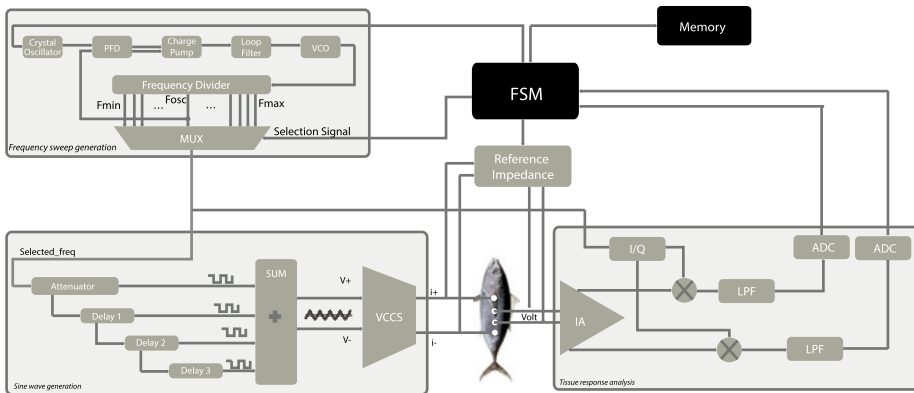 Memory
Crystal
Oscillator
PFD
Charge
Pump
Loop
Filter
VCO
FSM
Frequency Divider
Fmin
...
Fosc
...
Fmax
Selection Signal
MUX
Frequency sweep generation
Reference
Impedance
Selected_freq
SUM
V+
i+
I/Q
ADC
ADC
Attenuator
LPF
Delay 1
VCCS
Volt
IA
Delay 2
V-
i-
LPF
Delay 3
Sine wave generation
Tissue response analysis